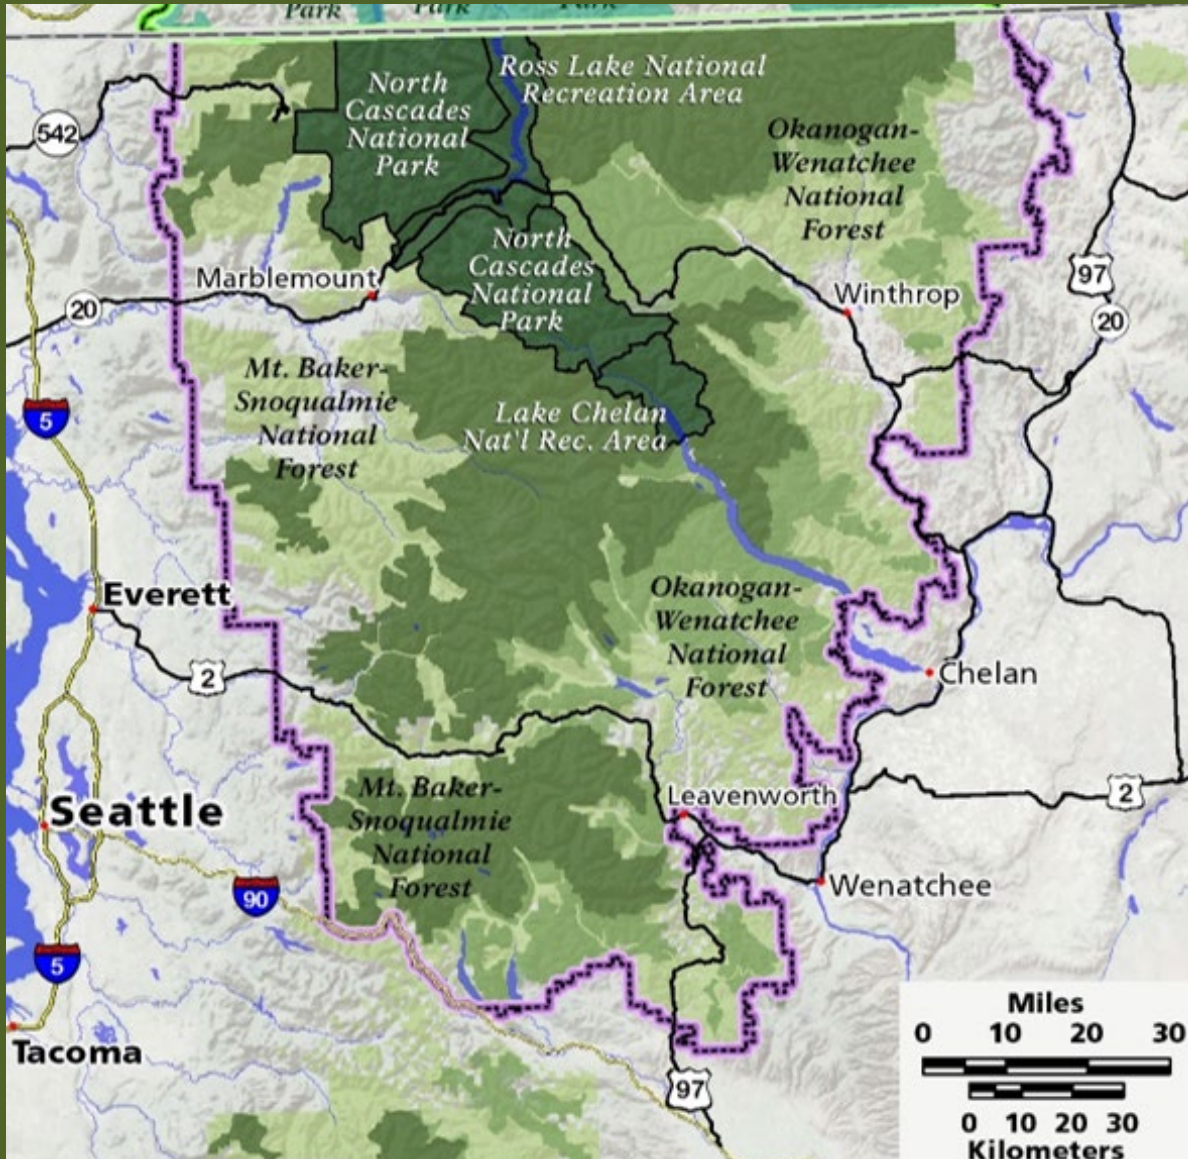 Park
Park
Park
North
Cascades
National
Park
Ross Lake National
Recreation Area
Okanogan-
Wenatchee
National
Forest
542
North
Cascades
National
Park
Marblemount
97
Winthrop
20
20
Mt. Baker-
Snoqualmie
National
Forest
5
Lake Chelan
Nat'l Rec. Area
Okanogan-
Wenatchee
National
Forest
Everett
2
Chelan
Mt. Baker-
Snoqualmie
National
Forest
Leavenworth
2
Seattle
90
Wenatchee
5
Tacoma
97
Miles
0 10 20 30
0 10 20 30
Kilometers